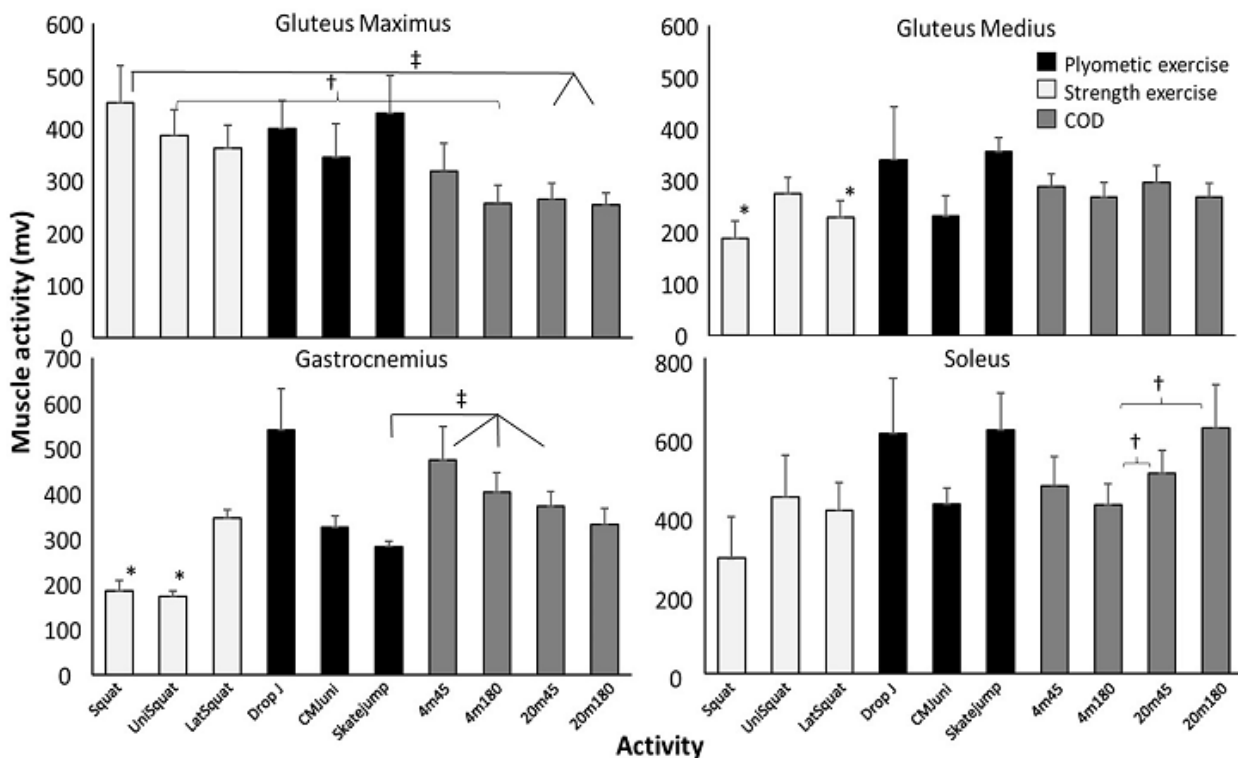 Gluteus Maximus
600
500
400
300
200
100
0
‡
†
Gluteus Medius
600
500
400
300
200
100
0
Plyometic exercise
Strength exercise
COD
*
*
Muscle activity (mv)
Gastrocnemius
700
600
500
400
300
200
100
0
‡
*
*
Squat
UniSquat
LatSquat
Drop J
CMJuni
Skatejump
4m45
4m180
20m45
20m180
Soleus
800
600
400
200
0
†
†
Squat
UniSquat
LatSquat
Drop J
CMJuni
Skatejump
4m45
4m180
20m45
20m180
Activity